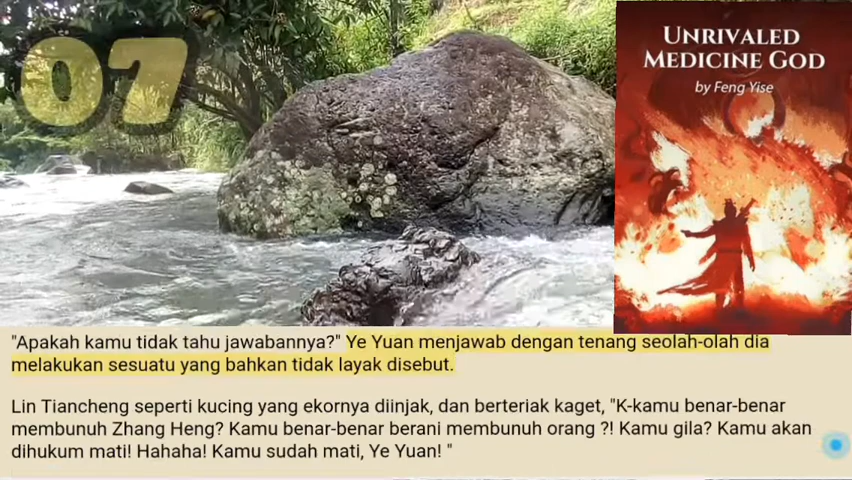 07
UNRIVALED
MEDICINE GOD
by Feng Yise
"Apakah kamu tidak tahu jawabannya?" Ye Yuan menjawab dengan tenang seolah-olah dia
melakukan sesuatu yang bahkan tidak layak disebut.
Lin Tiancheng seperti kucing yang ekornya diinjak, dan berteriak kaget, "K-kamu benar-benar
membunuh Zhang Heng? Kamu benar-benar berani membunuh orang ?! Kamu gila? Kamu akan
dihukum mati! Hahaha! Kamu sudah mati, Ye Yuan! "